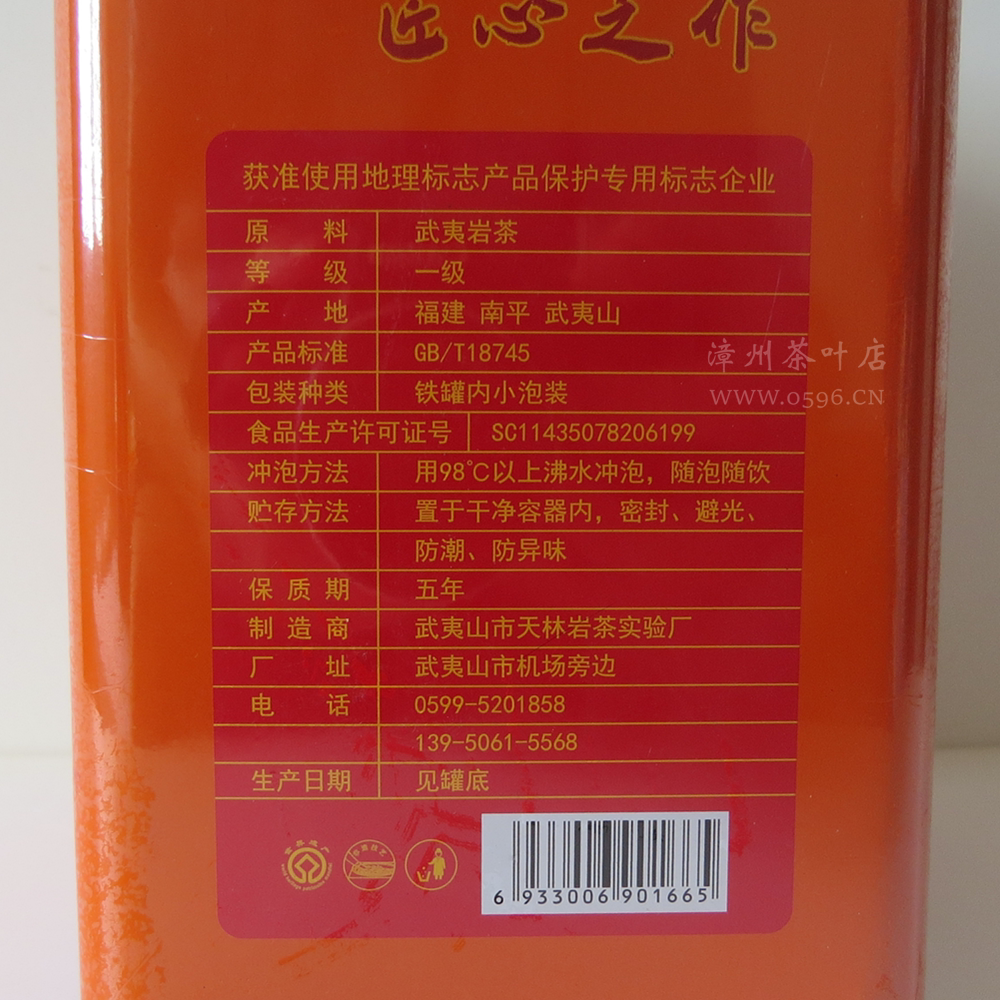 匠心之作
获准使用地理标志产品保护专用标志企业
原料 武夷岩茶
等级 一级
产地 福建 南平 武夷山
产品标准 GB/T18745
包装种类 铁罐内小泡装
食品生产许可证号 SC11435078206199
冲泡方法 用98℃以上沸水冲泡，随泡随饮
贮存方法 置于干净容器内，密封、避光、
防潮、防异味
保质期 五年
制造商 武夷山市天林岩茶实验厂
厂址 武夷山市机场旁边
电话 0599-5201858
139-5061-5568
生产日期 见罐底
6 933006 901665
漳州茶叶店
WWW.0596.CN